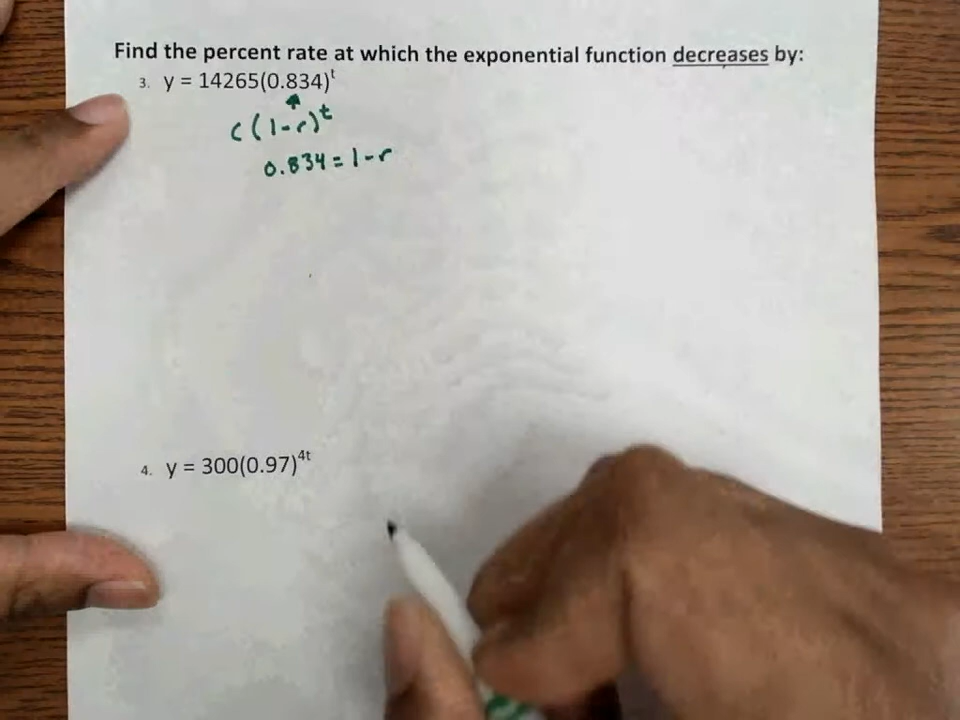 Find the percent rate at which the exponential function decreases by:
3. y = 14265(0.834)^t
c(1-r)^t
0.834 = 1-r
4. y = 300(0.97)^4t